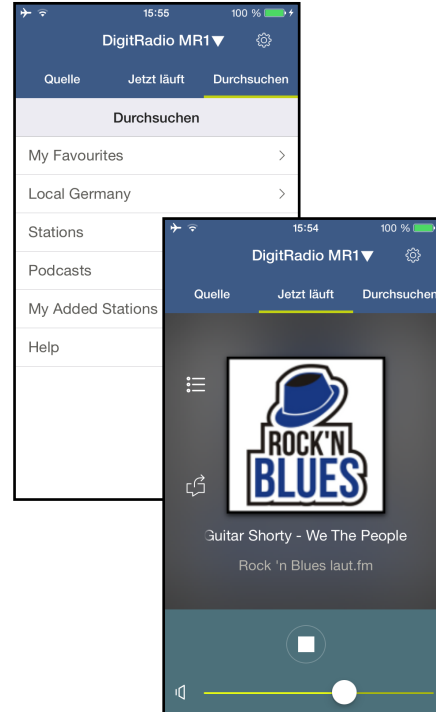 15:55 100 %
DigitRadio MR1▼
Quelle Jetzt läuft Durchsuchen
Durchsuchen
My Favourites
Local Germany
Stations
Podcasts
My Added Stations
Help
15:54 100 %
DigitRadio MR1▼
Quelle Jetzt läuft Durchsuchen
ROCK'N
BLUES
Guitar Shorty - We The People
Rock 'n Blues laut.fm